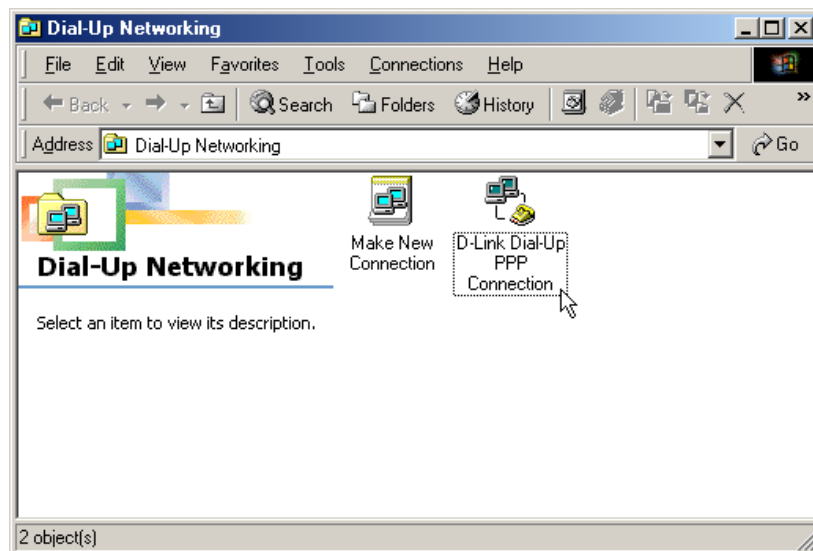 Dial-Up Networking
File Edit View Favorites Tools Connections Help
Back Search Folders History »
Address Dial-Up Networking Go
Make New
Connection
D-Link Dial-Up
PPP
Connection
Dial-Up Networking
Select an item to view its description.
2 object(s)